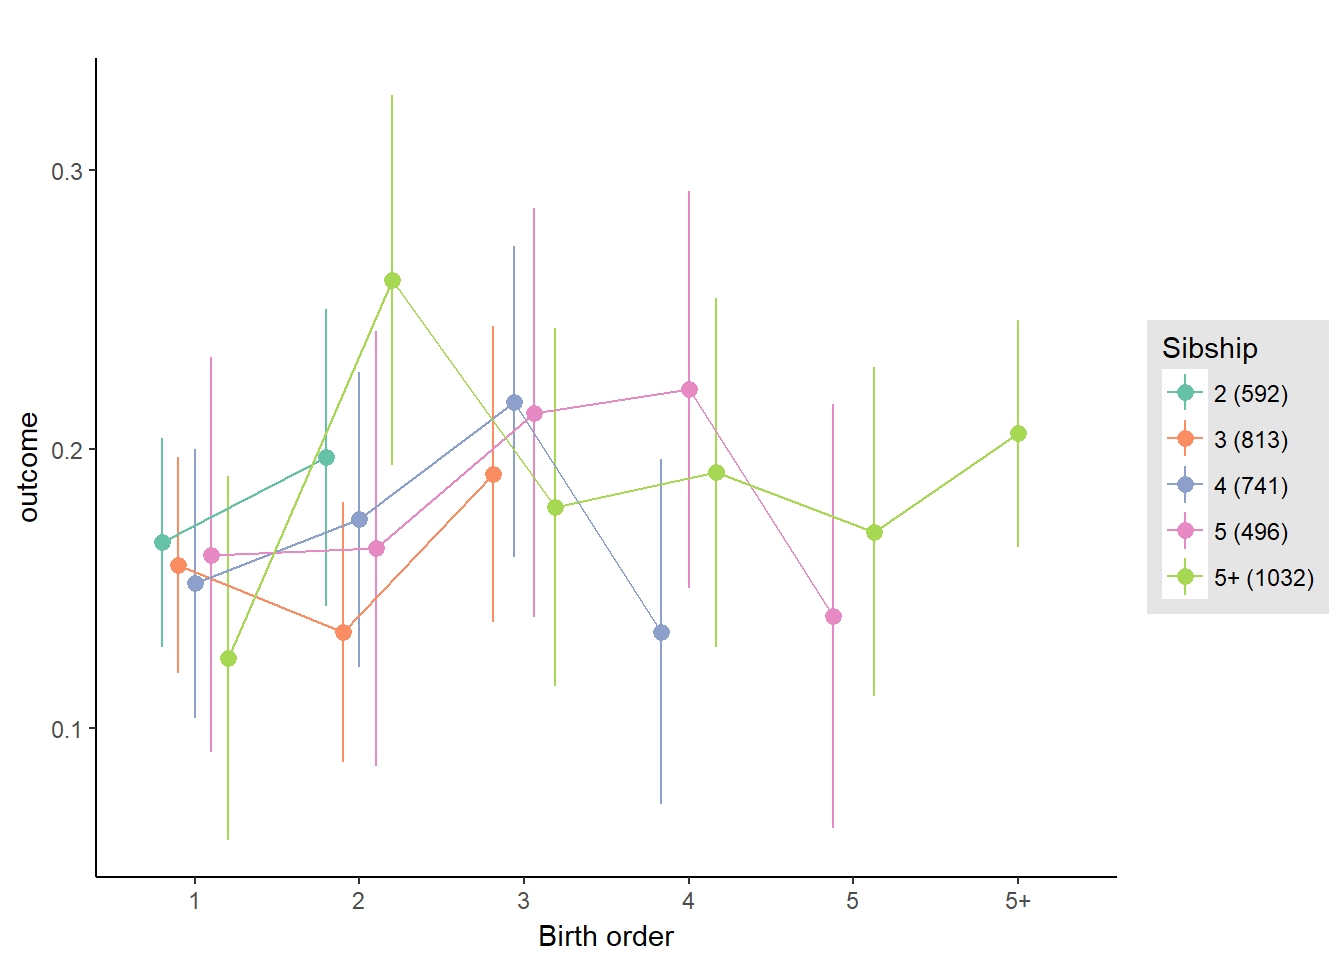 outcome
0.3
0.2
0.1
1 2 3 4 5 5+
Birth order
Sibship
2 (592)
3 (813)
4 (741)
5 (496)
5+ (1032)